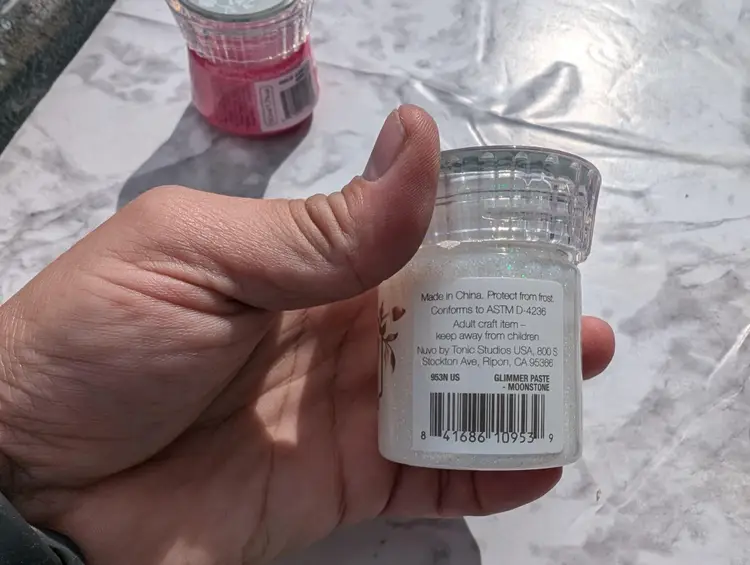 Made in China. Protect from frost.
Conforms to ASTM D-4236
Adult craft item –
keep away from children
Nuvo by Tonic Studios USA, 800 S
Stockton Ave, Ripon, CA 95366
953N US
GLIMMER PASTE
- MOONSTONE
8 41686 10953 9